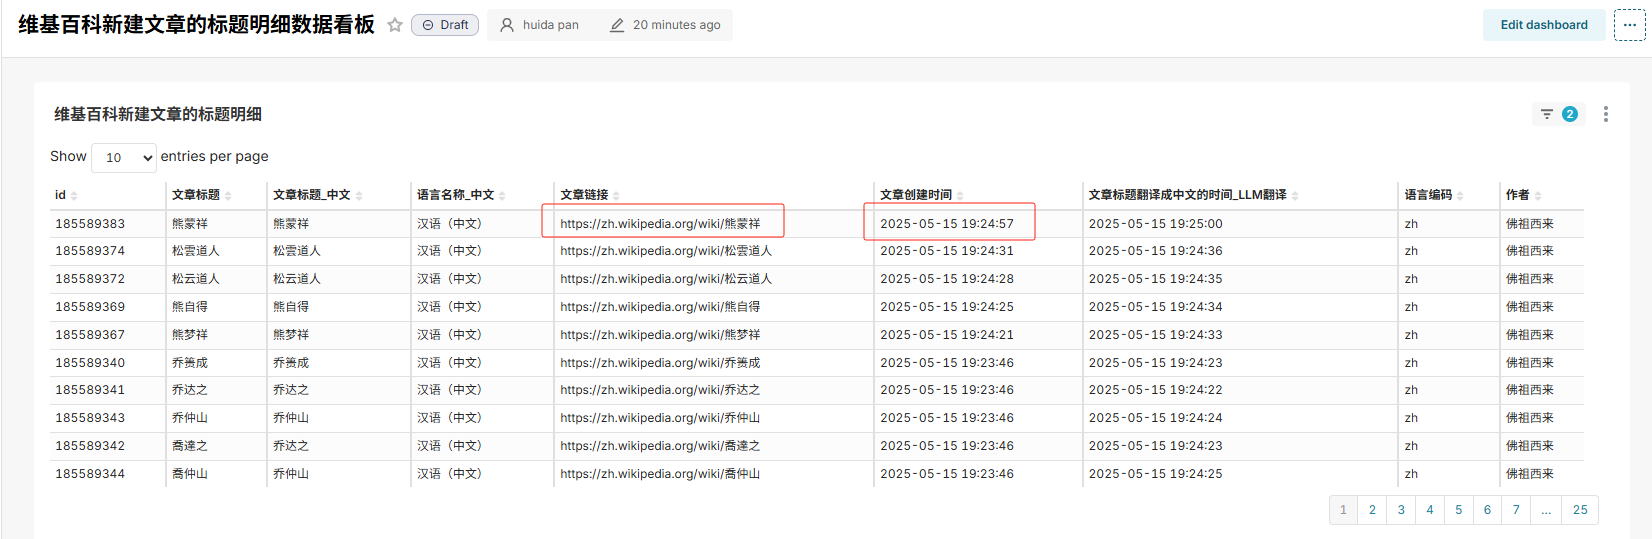 维基百科新建文章的标题明细数据看板 Draft huida pan 20 minutes ago Edit dashboard ...
维基百科新建文章的标题明细 2
Show 10 entries per page
id 文章标题 文章标题_中文 语言名称_中文 文章链接 文章创建时间 文章标题翻译成中文的时间_LLM翻译 语言编码 作者
185589383 熊蒙祥 熊蒙祥 汉语（中文） https://zh.wikipedia.org/wiki/熊蒙祥 2025-05-15 19:24:57 2025-05-15 19:25:00 zh 佛祖西来
185589374 松雲道人 松雲道人 汉语（中文） https://zh.wikipedia.org/wiki/松雲道人 2025-05-15 19:24:31 2025-05-15 19:24:36 zh 佛祖西来
185589372 松云道人 松云道人 汉语（中文） https://zh.wikipedia.org/wiki/松云道人 2025-05-15 19:24:28 2025-05-15 19:24:35 zh 佛祖西来
185589369 熊自得 熊自得 汉语（中文） https://zh.wikipedia.org/wiki/熊自得 2025-05-15 19:24:25 2025-05-15 19:24:34 zh 佛祖西来
185589367 熊梦祥 熊梦祥 汉语（中文） https://zh.wikipedia.org/wiki/熊梦祥 2025-05-15 19:24:21 2025-05-15 19:24:33 zh 佛祖西来
185589340 乔篑成 乔篑成 汉语（中文） https://zh.wikipedia.org/wiki/乔篑成 2025-05-15 19:23:46 2025-05-15 19:24:23 zh 佛祖西来
185589341 乔达之 乔达之 汉语（中文） https://zh.wikipedia.org/wiki/乔达之 2025-05-15 19:23:46 2025-05-15 19:24:22 zh 佛祖西来
185589343 乔仲山 乔仲山 汉语（中文） https://zh.wikipedia.org/wiki/乔仲山 2025-05-15 19:23:46 2025-05-15 19:24:24 zh 佛祖西来
185589342 喬達之 乔达之 汉语（中文） https://zh.wikipedia.org/wiki/喬達之 2025-05-15 19:23:46 2025-05-15 19:24:23 zh 佛祖西来
185589344 喬仲山 乔仲山 汉语（中文） https://zh.wikipedia.org/wiki/喬仲山 2025-05-15 19:23:46 2025-05-15 19:24:25 zh 佛祖西来
1 2 3 4 5 6 7 ... 25